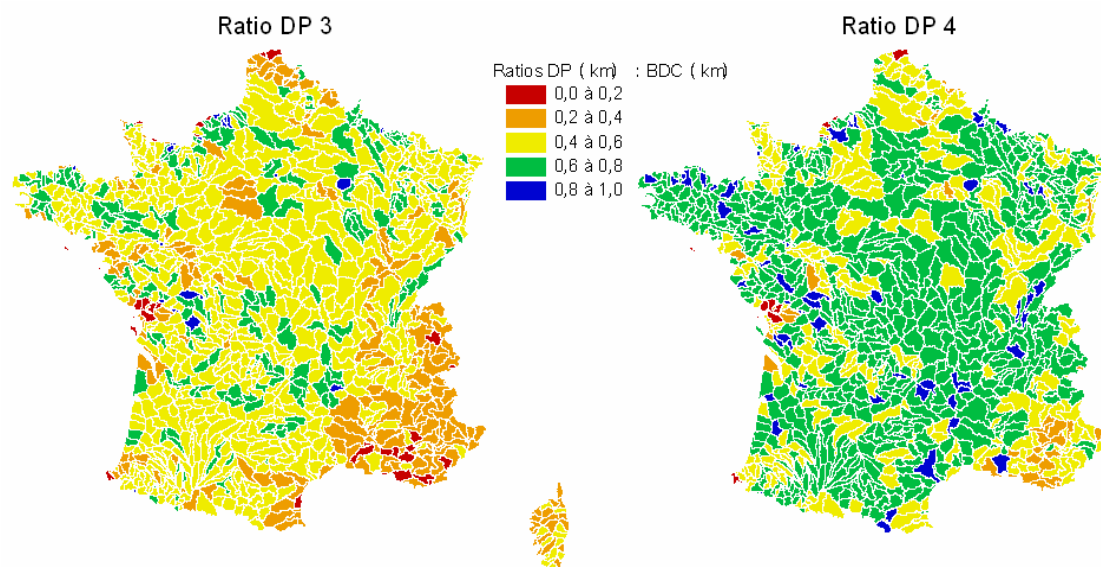 Ratio DP 3
Ratio DP 4
Ratios DP ( km) : BDC ( km)
0,0 à 0,2
0,2 à 0,4
0,4 à 0,6
0,6 à 0,8
0,8 à 1,0